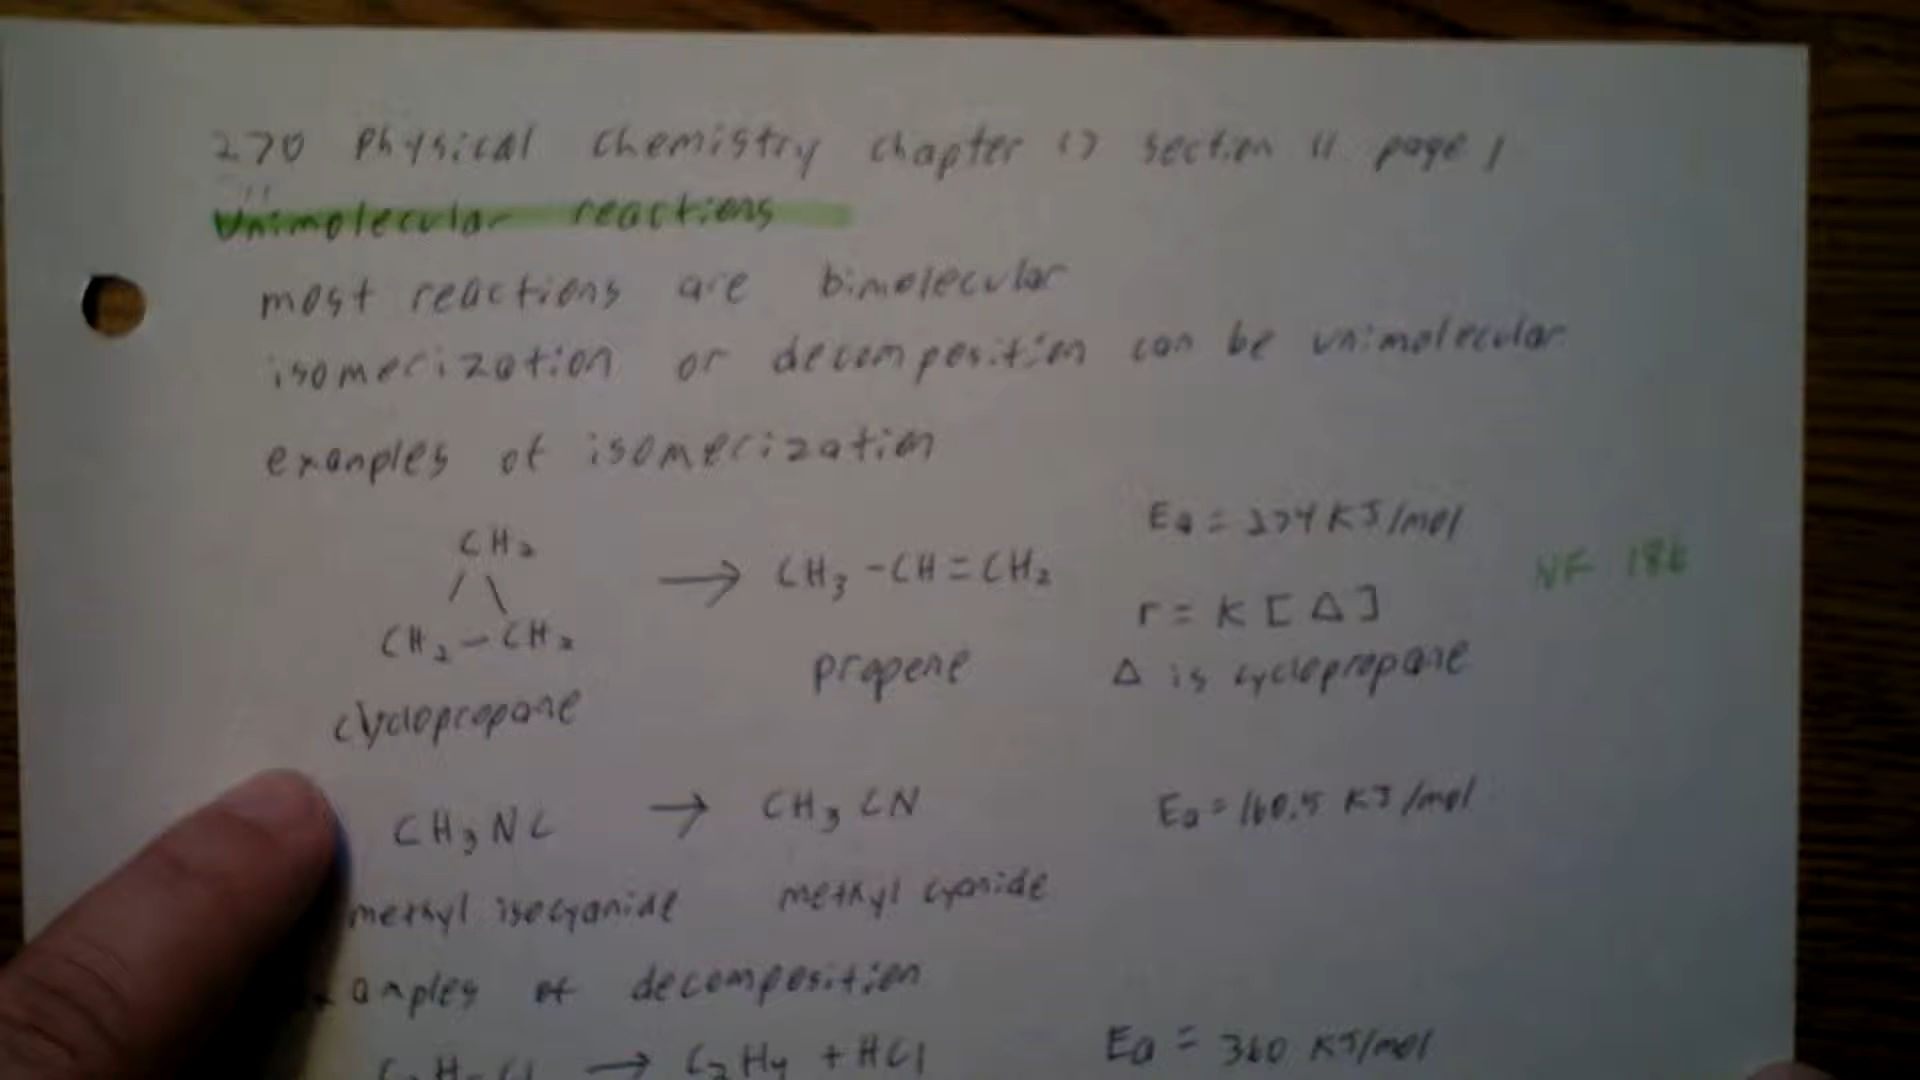 270 Physical chemistry chapter 17 section 11 page 1
Unimolecular reactions
most reactions are bimolecular
isomerization or decomposition can be unimolecular
examples of isomerization
CH2
/ \
CH2-CH2
→ CH3-CH=CH2
Ea = 274 KJ/mol
r = K [Δ]
NF 186
Δ is cyclopropane
cyclopropane
propene
CH3NC → CH3CN
Ea = 160.5 KJ/mol
methyl isocyanide methyl cyanide
amples of decomposition
→ C2H4 + HCl
Ea = 360 KJ/mol